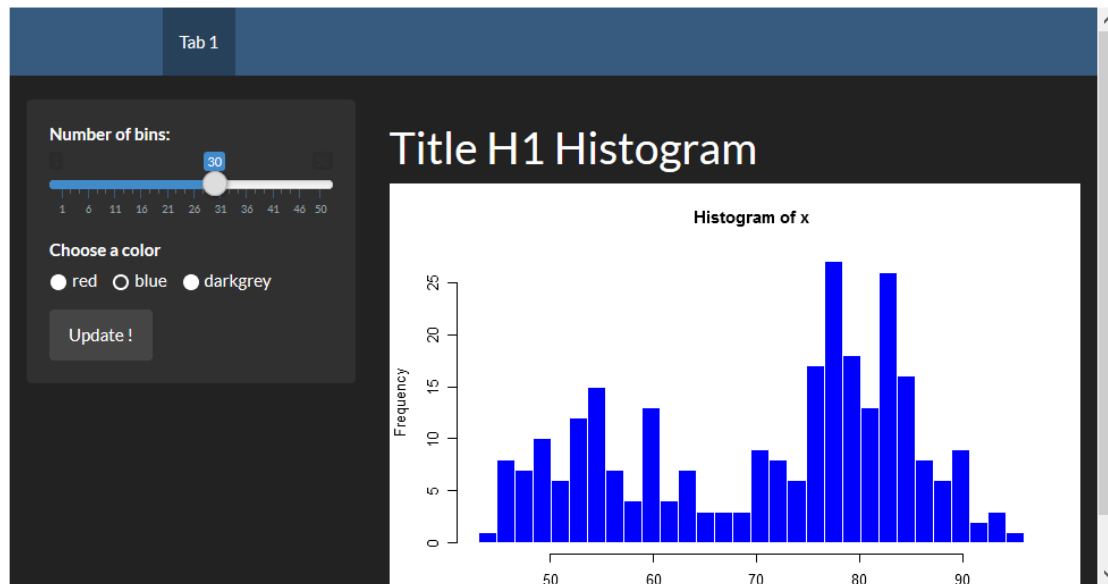 Tab 1
Number of bins:
30
1 6 11 16 21 26 31 36 41 46 50
Choose a color
red blue darkgrey
Update !
Title H1 Histogram
Histogram of x
Frequency
0 5 10 15 20 25
50 60 70 80 90